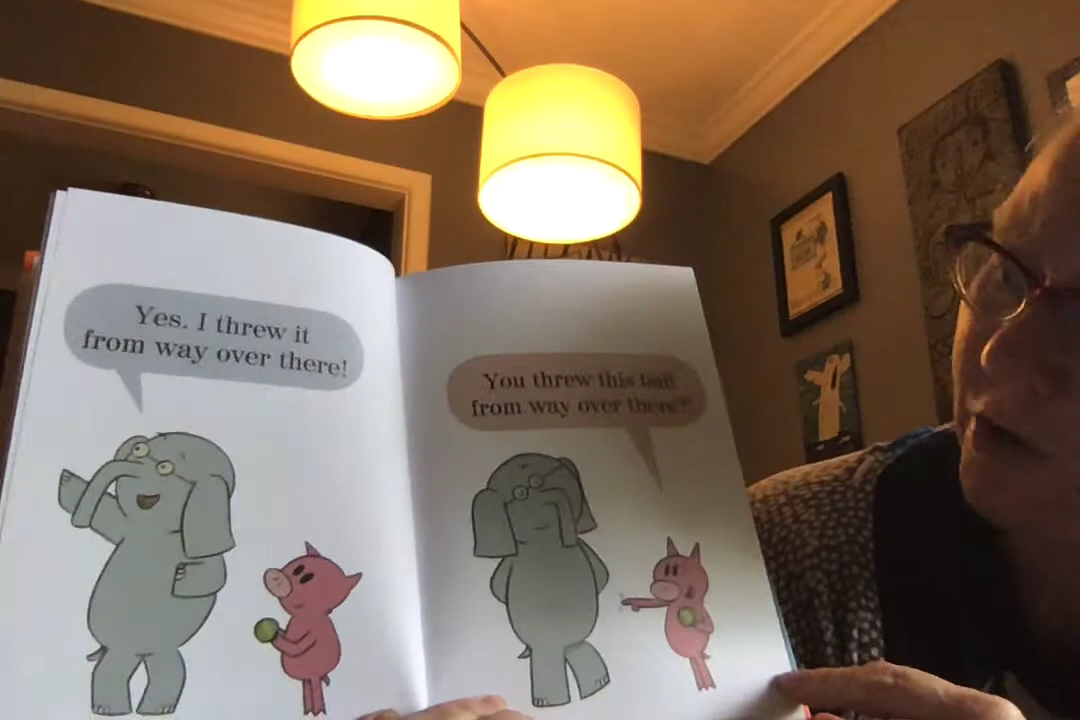 Yes. I threw it
from way over there!
You threw this ball
from way over there?!